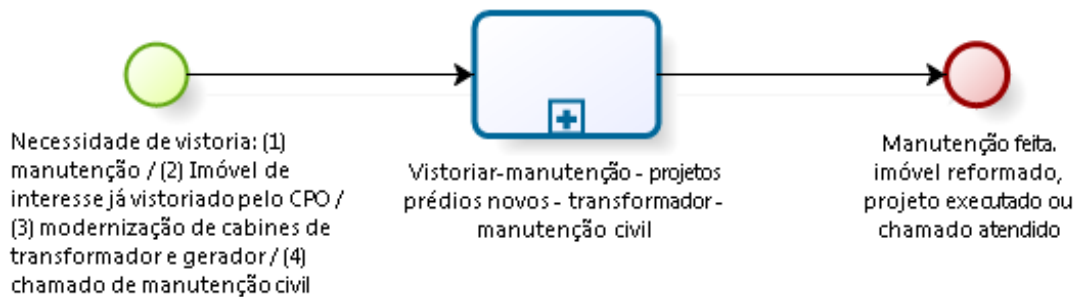 Necessidade de vistoria: (1)
manutenção / (2) Imóvel de
interesse já vistoriado pelo CPO /
(3) modernização de cabines de
transformador e gerador / (4)
chamado de manutenção civil
Vistoriar-manutenção - projetos
prédios novos - transformador -
manutenção civil
Manutenção feita.
imóvel reformado,
projeto executado ou
chamado atendido